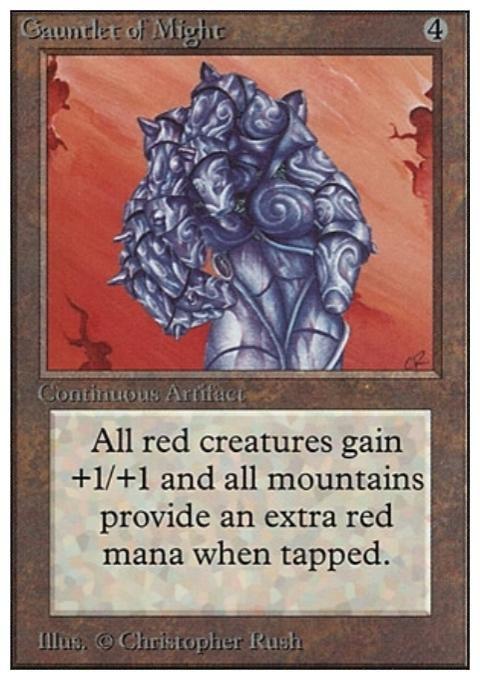 Gauntlet of Might 4
CR
Continuous Artifact
All red creatures gain
+1/+1 and all mountains
provide an extra red
mana when tapped.
Illus. © Christopher Rush